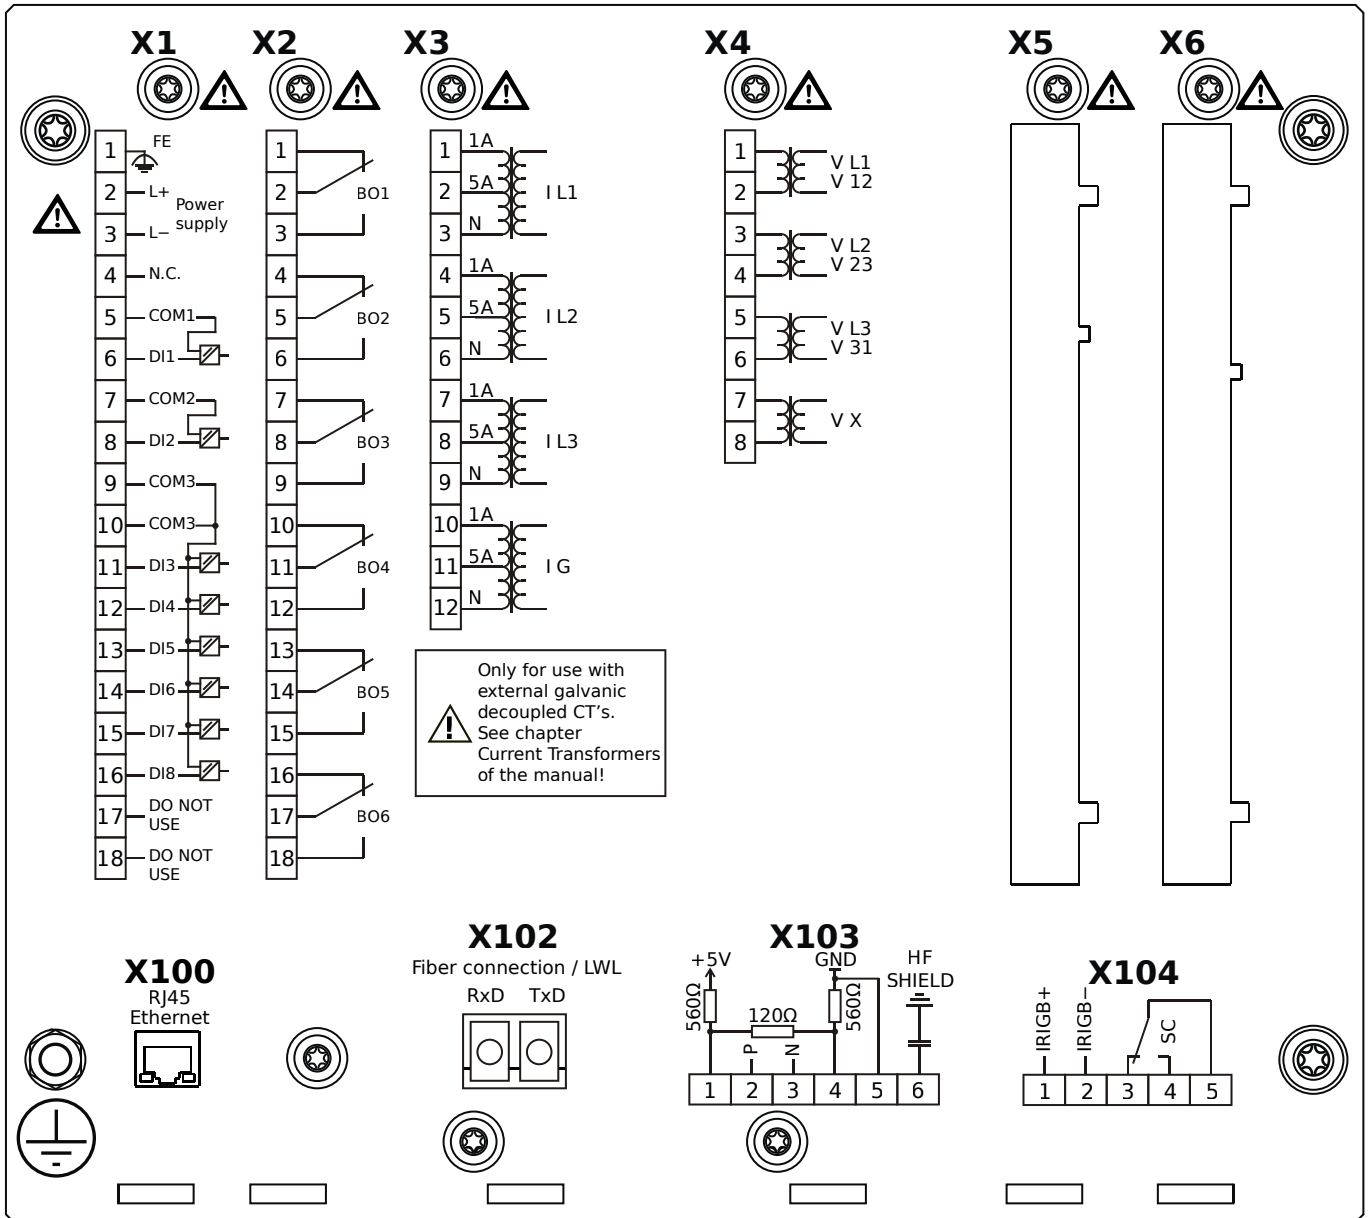 X1
X2
X3
X4
X5
X6
1
FE
2
L+
Power
supply
3
L−
4
N.C.
5
COM1
6
DI1
7
COM2
8
DI2
9
COM3
10
COM3
11
DI3
12
DI4
13
DI5
14
DI6
15
DI7
16
DI8
17
DO NOT
USE
18
DO NOT
USE
1
2
BO1
3
4
5
BO2
6
7
8
BO3
9
10
11
BO4
12
13
14
BO5
15
16
17
BO6
18
1
1A
2
5A
I L1
3
N
4
1A
5
5A
I L2
6
N
7
1A
8
5A
I L3
9
N
10
1A
11
5A
I G
12
N
Only for use with
external galvanic
decoupled CT's.
See chapter
Current Transformers
of the manual!
1
V L1
2
V 12
3
V L2
4
V 23
5
V L3
6
V 31
7
V X
8
X100
RJ45
Ethernet
X102
Fiber connection / LWL
RxD TxD
X103
+5V
GND
HF
SHIELD
560Ω
120Ω
560Ω
P
N
1 2 3 4 5 6
X104
IRIGB+
IRIGB−
SC
1 2 3 4 5